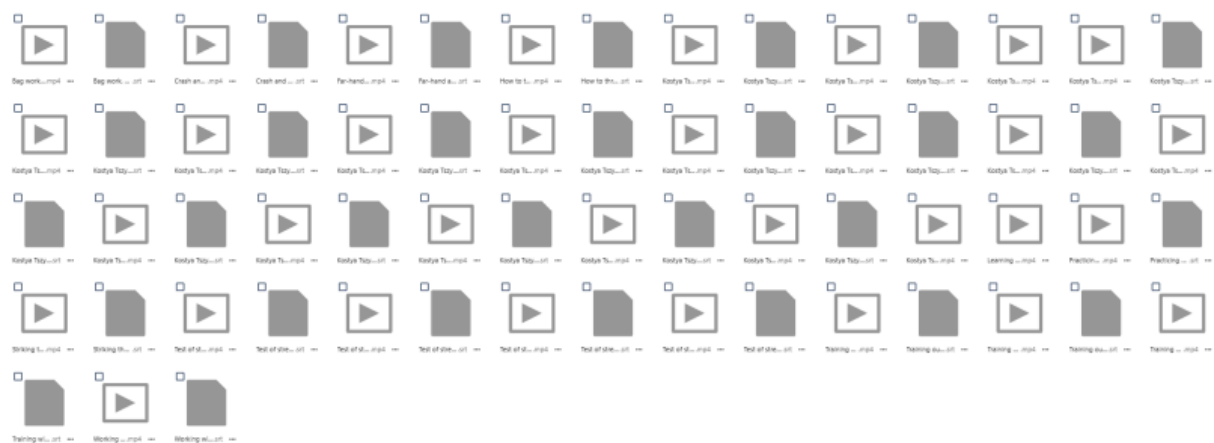 Bag work....mp4 Bag work. ...srt Crash an...mp4 Crash and ...srt Far-hand...mp4 Far-hand a...srt How to t...mp4 How to thr...srt Kostya Ts...mp4 Kostya Tszy...srt Kostya Ts...mp4 Kostya Tszy...srt Kostya Ts...mp4 Kostya Ts...mp4 Kostya Tszy...srt
Kostya Ts...mp4 Kostya Tszy...srt Kostya Ts...mp4 Kostya Tszy...srt Kostya Ts...mp4 Kostya Tszy...srt Kostya Ts...mp4 Kostya Tszy...srt Kostya Ts...mp4 Kostya Tszy...srt Kostya Ts...mp4 Kostya Tszy...srt Kostya Ts...mp4 Kostya Tszy...srt Kostya Ts...mp4
Kostya Tszy...srt Kostya Ts...mp4 Kostya Tszy...srt Kostya Ts...mp4 Kostya Tszy...srt Kostya Ts...mp4 Kostya Tszy...srt Kostya Ts...mp4 Kostya Tszy...srt Kostya Ts...mp4 Kostya Tszy...srt Kostya Ts...mp4 Learning ...mp4 Practicin...mp4 Practicing ...srt
Striking t...mp4 Striking th...srt Test of st...mp4 Test of stre...srt Test of st...mp4 Test of stre...srt Test of st...mp4 Test of stre...srt Test of st...mp4 Test of stre...srt Training ...mp4 Training ou...srt Training ...mp4 Training ou...srt Training ...mp4
Training wi...srt Working ...mp4 Working wi...srt